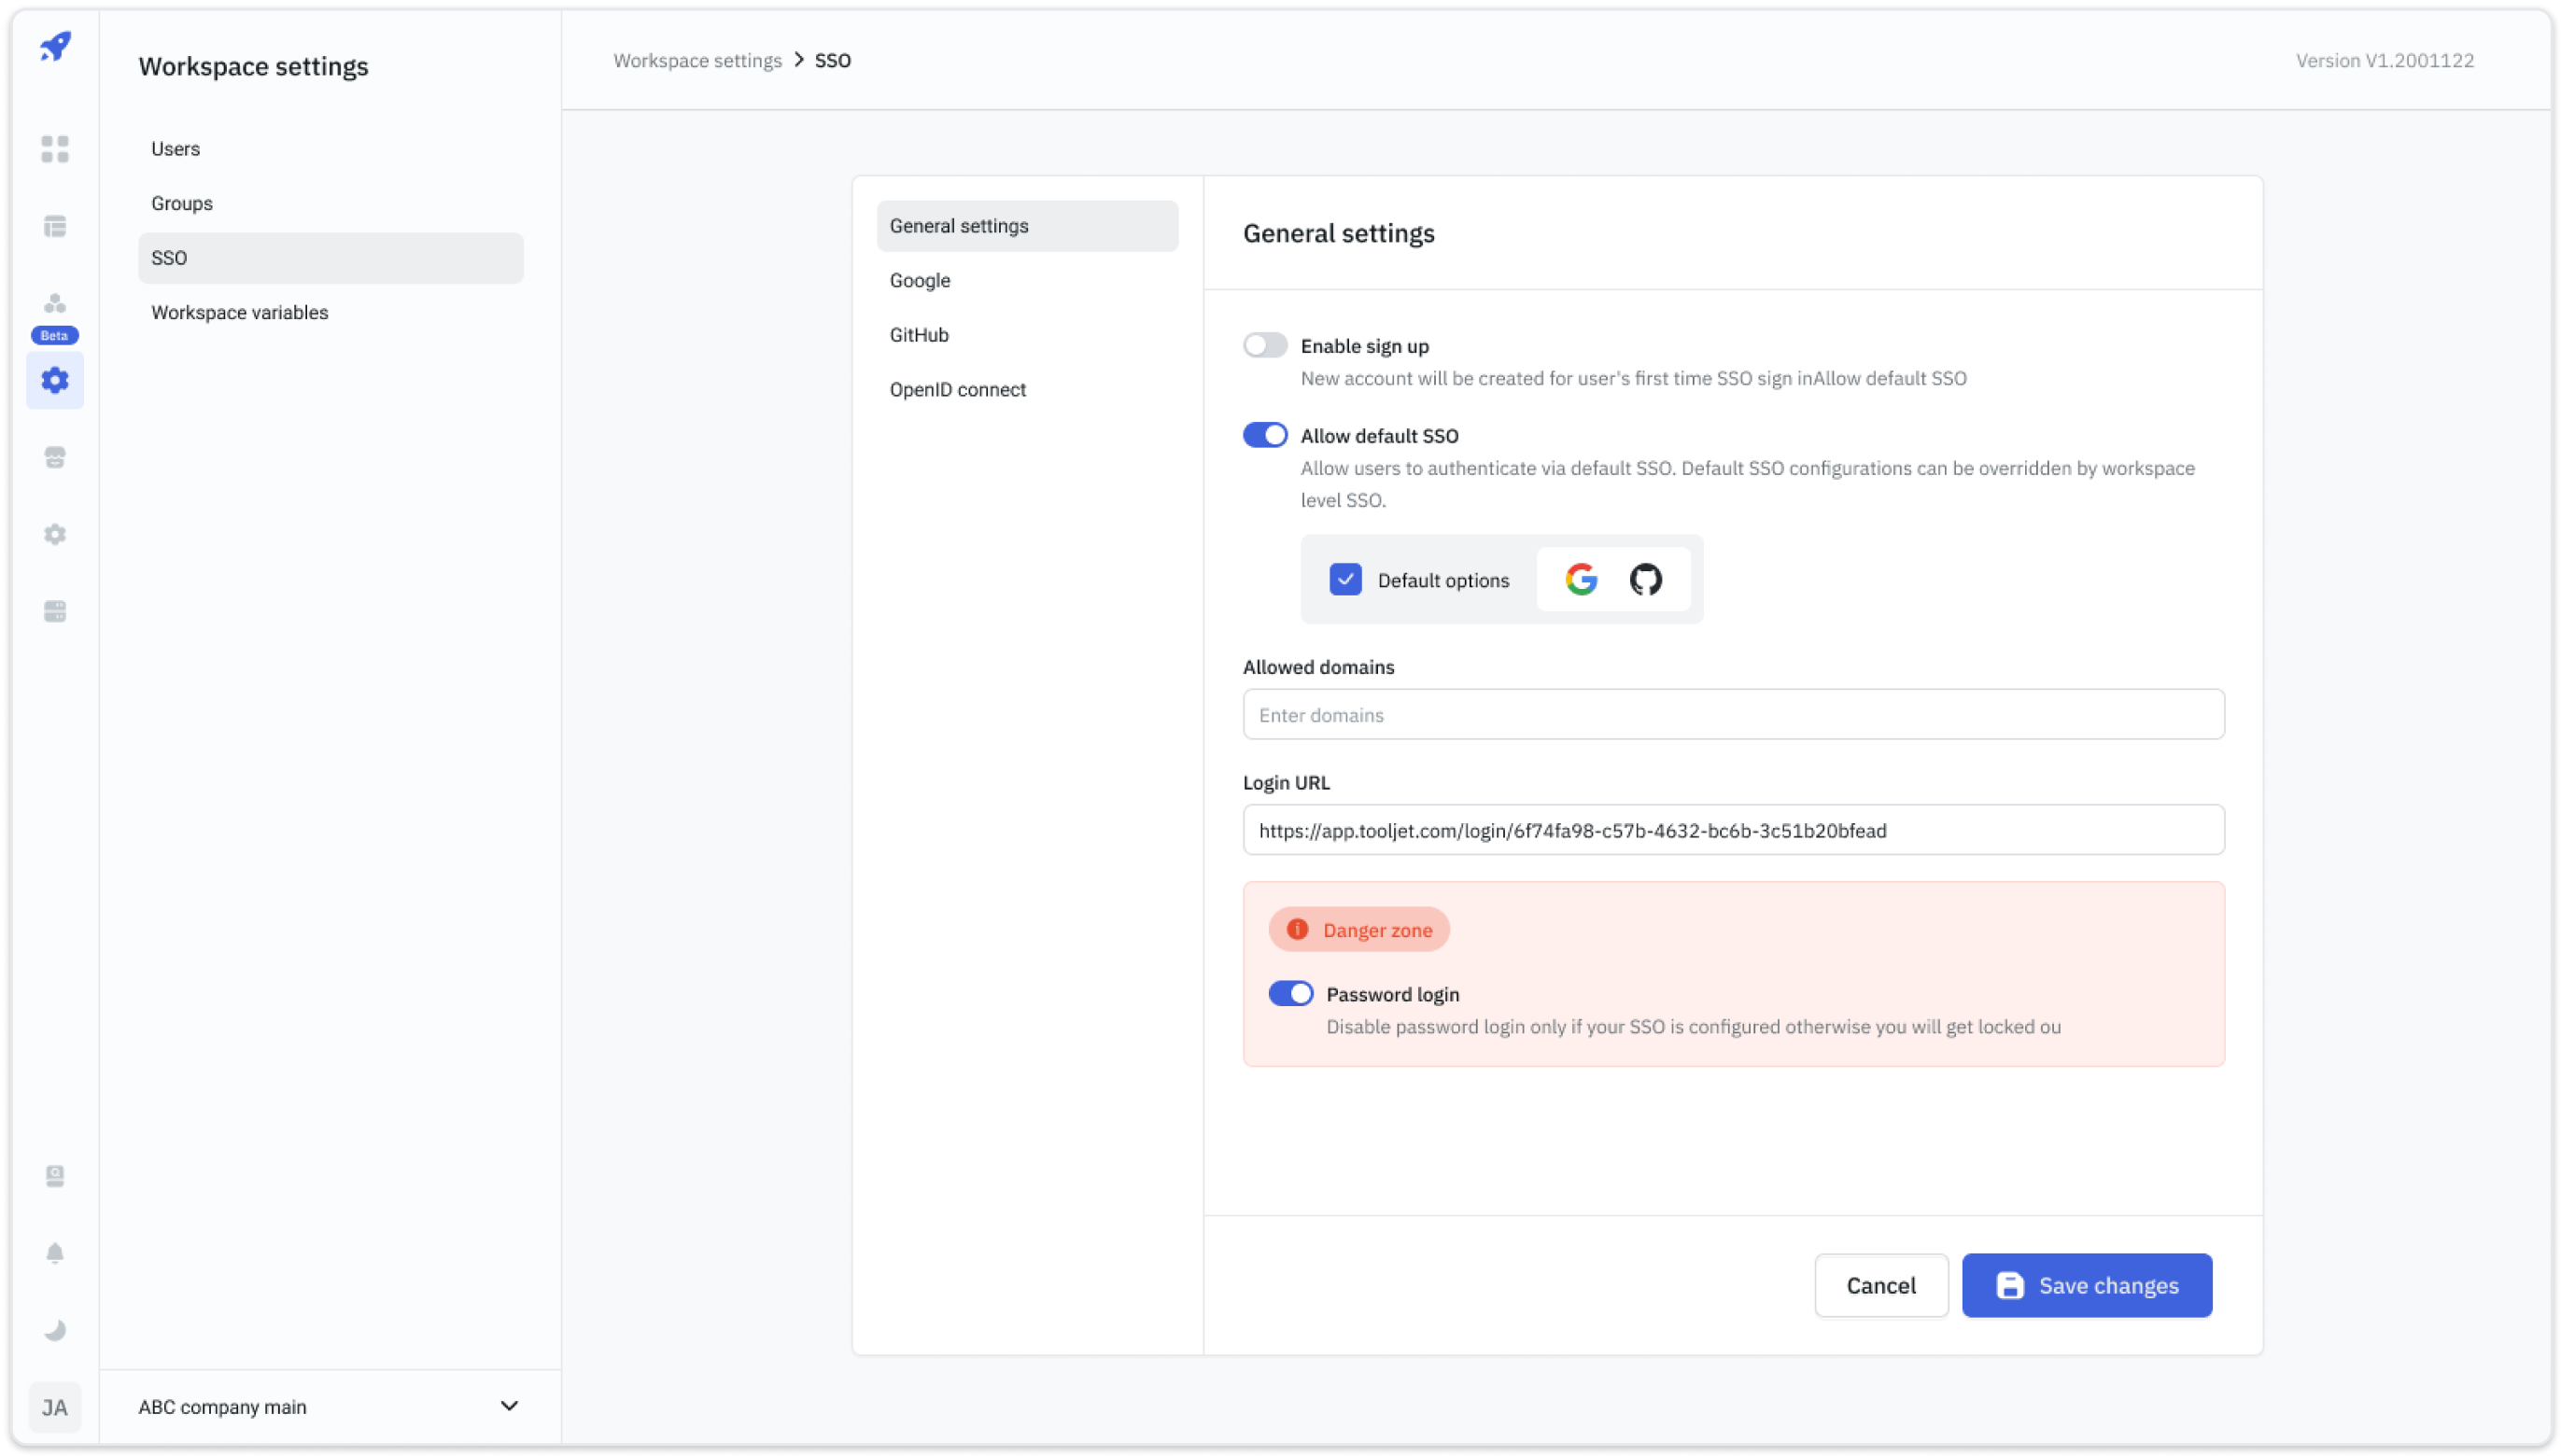 Workspace settings
Users
Groups
SSO
Workspace variables
Beta
JA
ABC company main
Workspace settings > SSO
Version V1.2001122
General settings
Google
GitHub
OpenID connect
General settings
Enable sign up
New account will be created for user's first time SSO sign inAllow default SSO
Allow default SSO
Allow users to authenticate via default SSO. Default SSO configurations can be overridden by workspace
level SSO.
Default options
Allowed domains
Enter domains
Login URL
https://app.tooljet.com/login/6f74fa98-c57b-4632-bc6b-3c51b20bfead
Danger zone
Password login
Disable password login only if your SSO is configured otherwise you will get locked ou
Cancel
Save changes